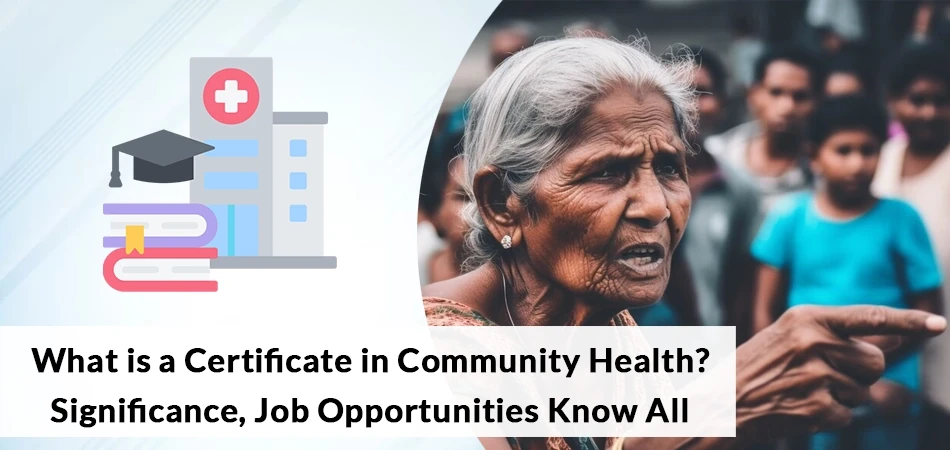 What is a Certificate in Community Health?
Significance, Job Opportunities Know All